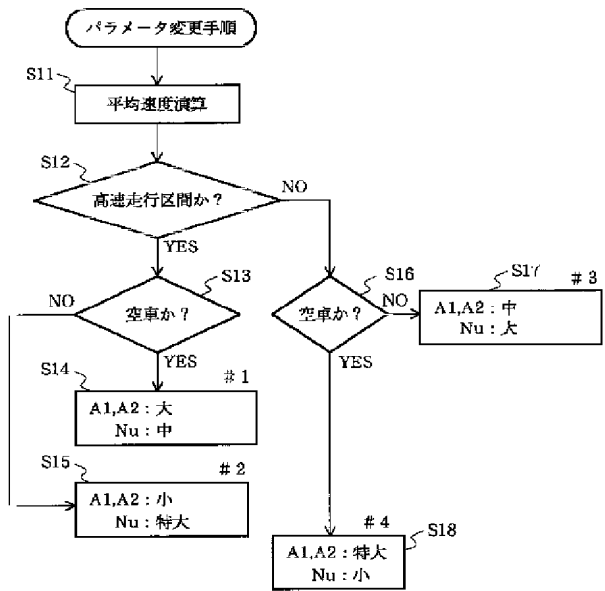 パラメータ変更手順
S11
平均速度演算
S12
高速走行区間か?
NO
YES
S13
空車か?
NO
YES
S14
#1
A1,A2:大
Nu:中
S15
#2
A1,A2:小
Nu:特大
S16
空車か?
NO
YES
S17
#3
A1,A2:中
Nu:大
#4
S18
A1,A2:特大
Nu:小